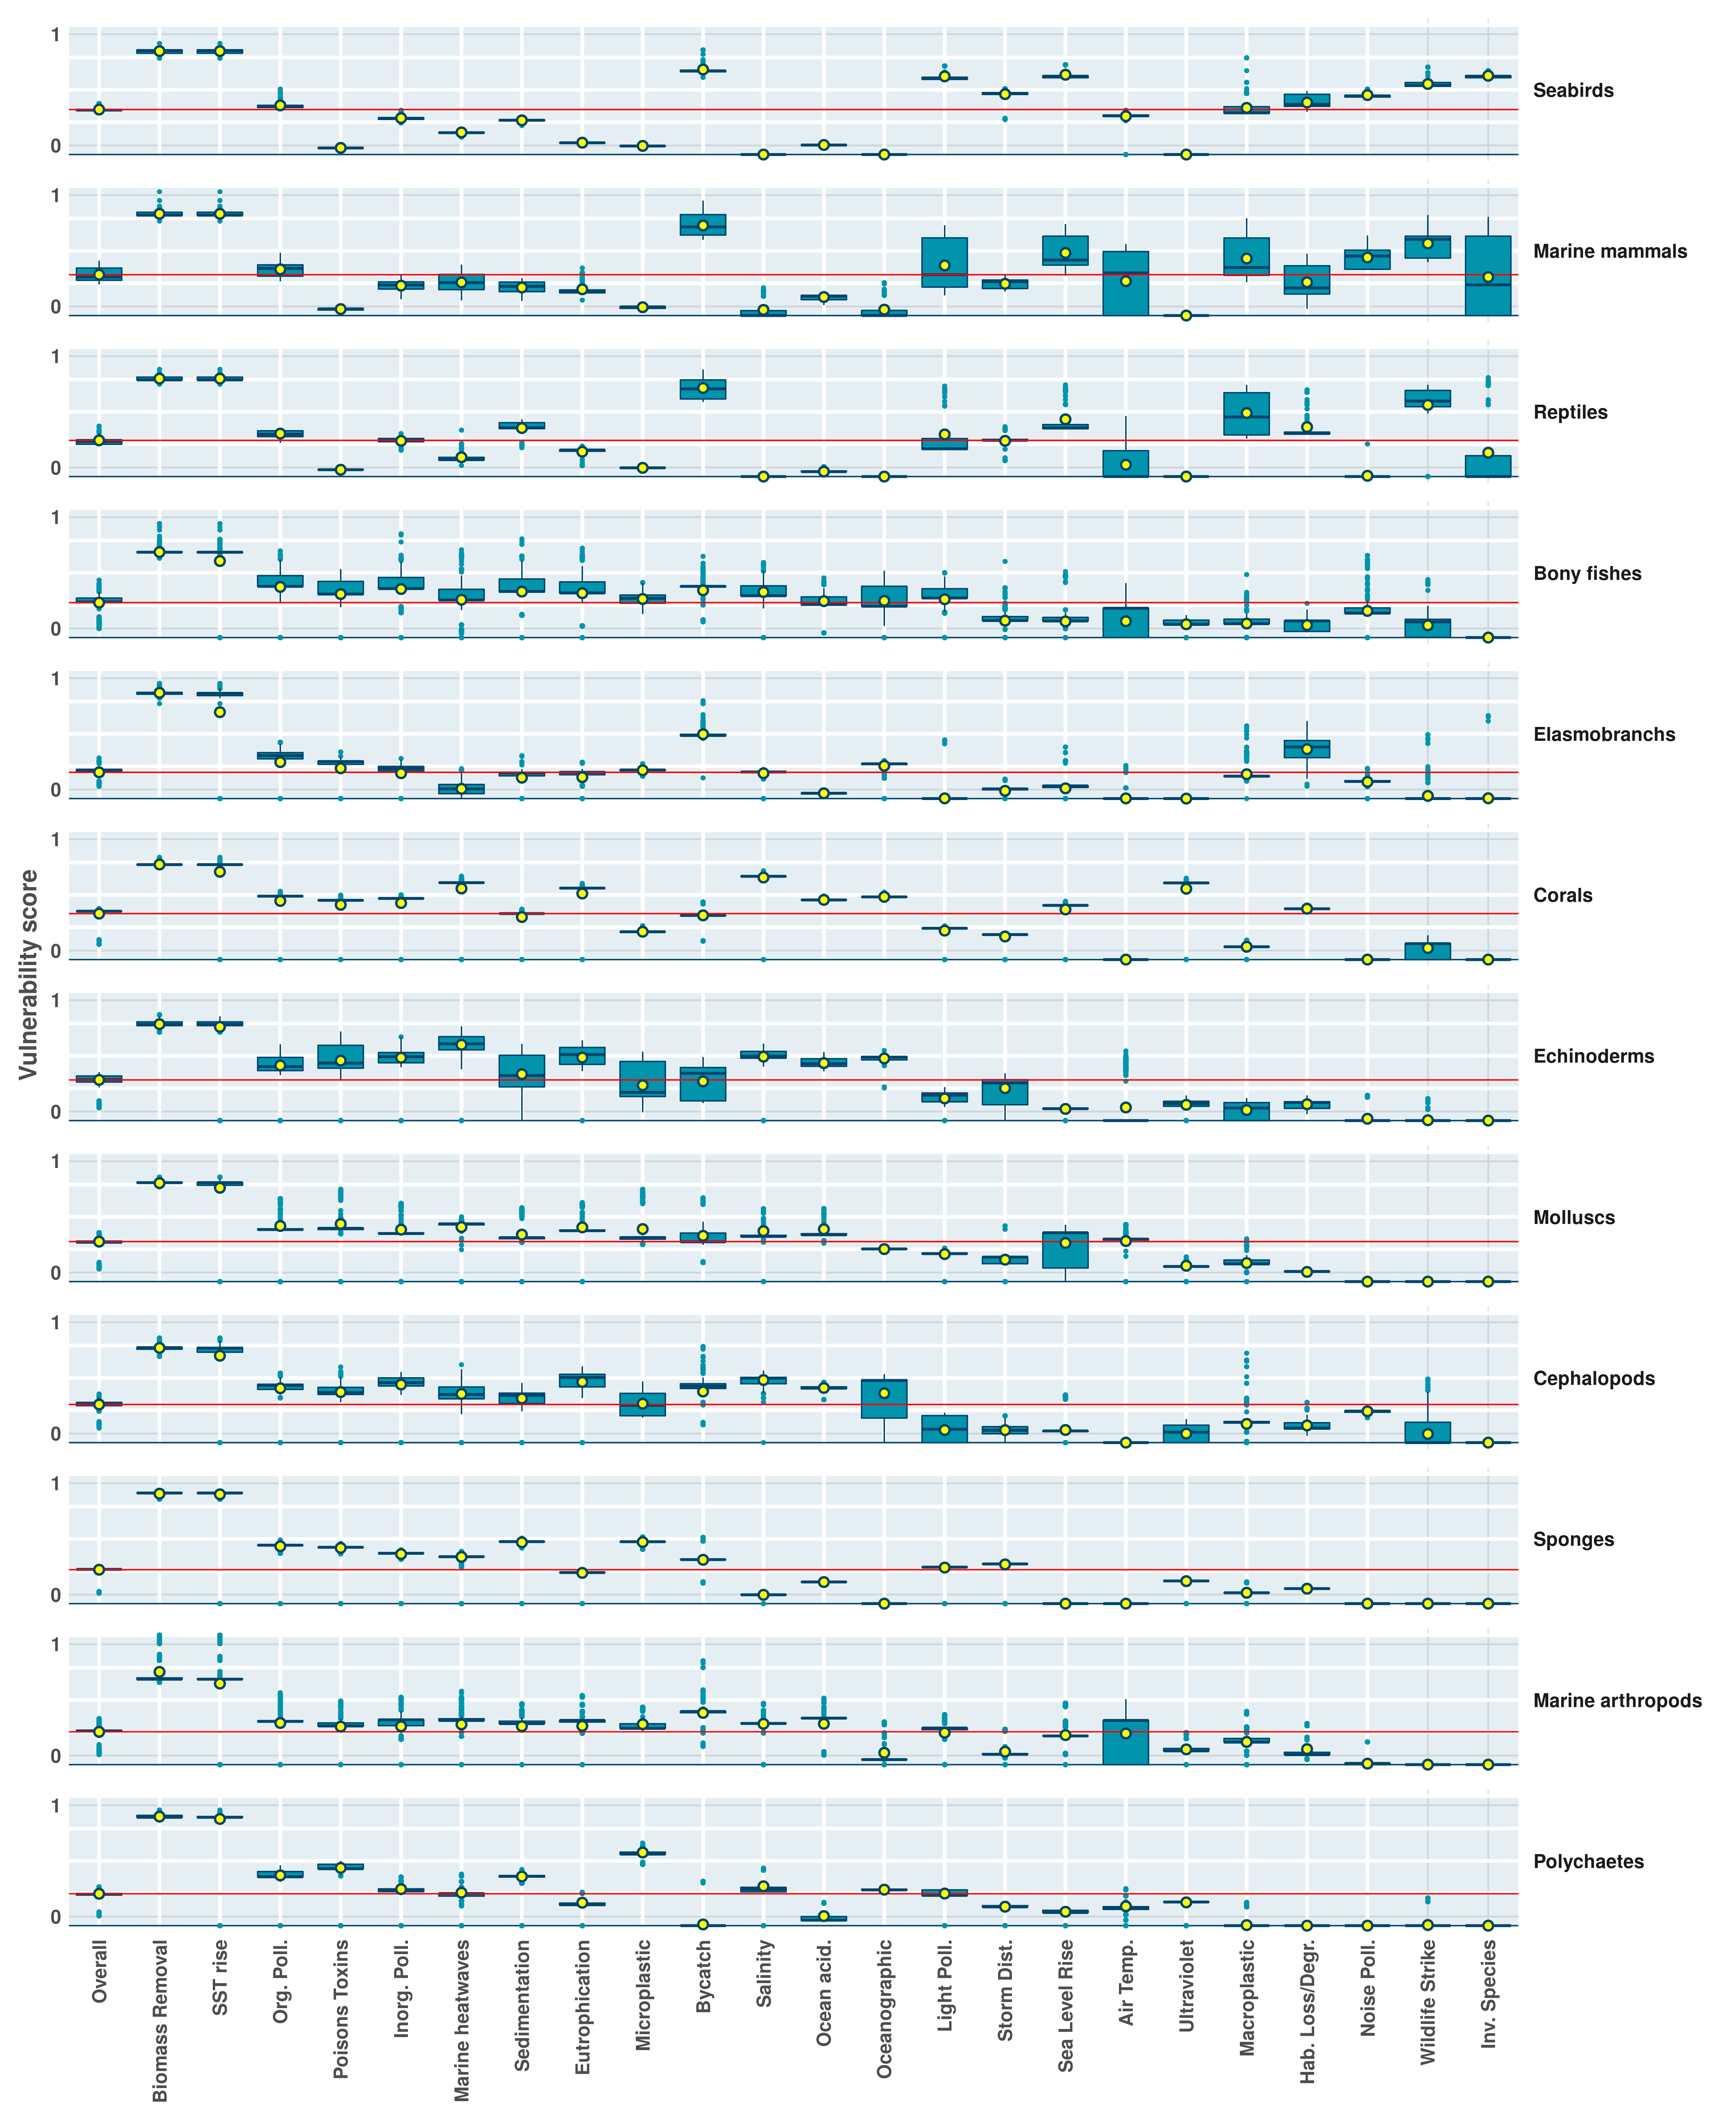 1
0
Seabirds
1
0
Marine mammals
1
0
Reptiles
1
0
Bony fishes
1
0
Elasmobranchs
1
0
Corals
Vulnerability score
1
0
Echinoderms
1
0
Molluscs
1
0
Cephalopods
1
0
Sponges
1
0
Marine arthropods
1
0
Polychaetes
Overall
Biomass Removal
SST rise
Org. Poll.
Poisons Toxins
Inorg. Poll.
Marine heatwaves
Sedimentation
Eutrophication
Microplastic
Bycatch
Salinity
Ocean acid.
Oceanographic
Light Poll.
Storm Dist.
Sea Level Rise
Air Temp.
Ultraviolet
Macroplastic
Hab. Loss/Degr.
Noise Poll.
Wildlife Strike
Inv. Species